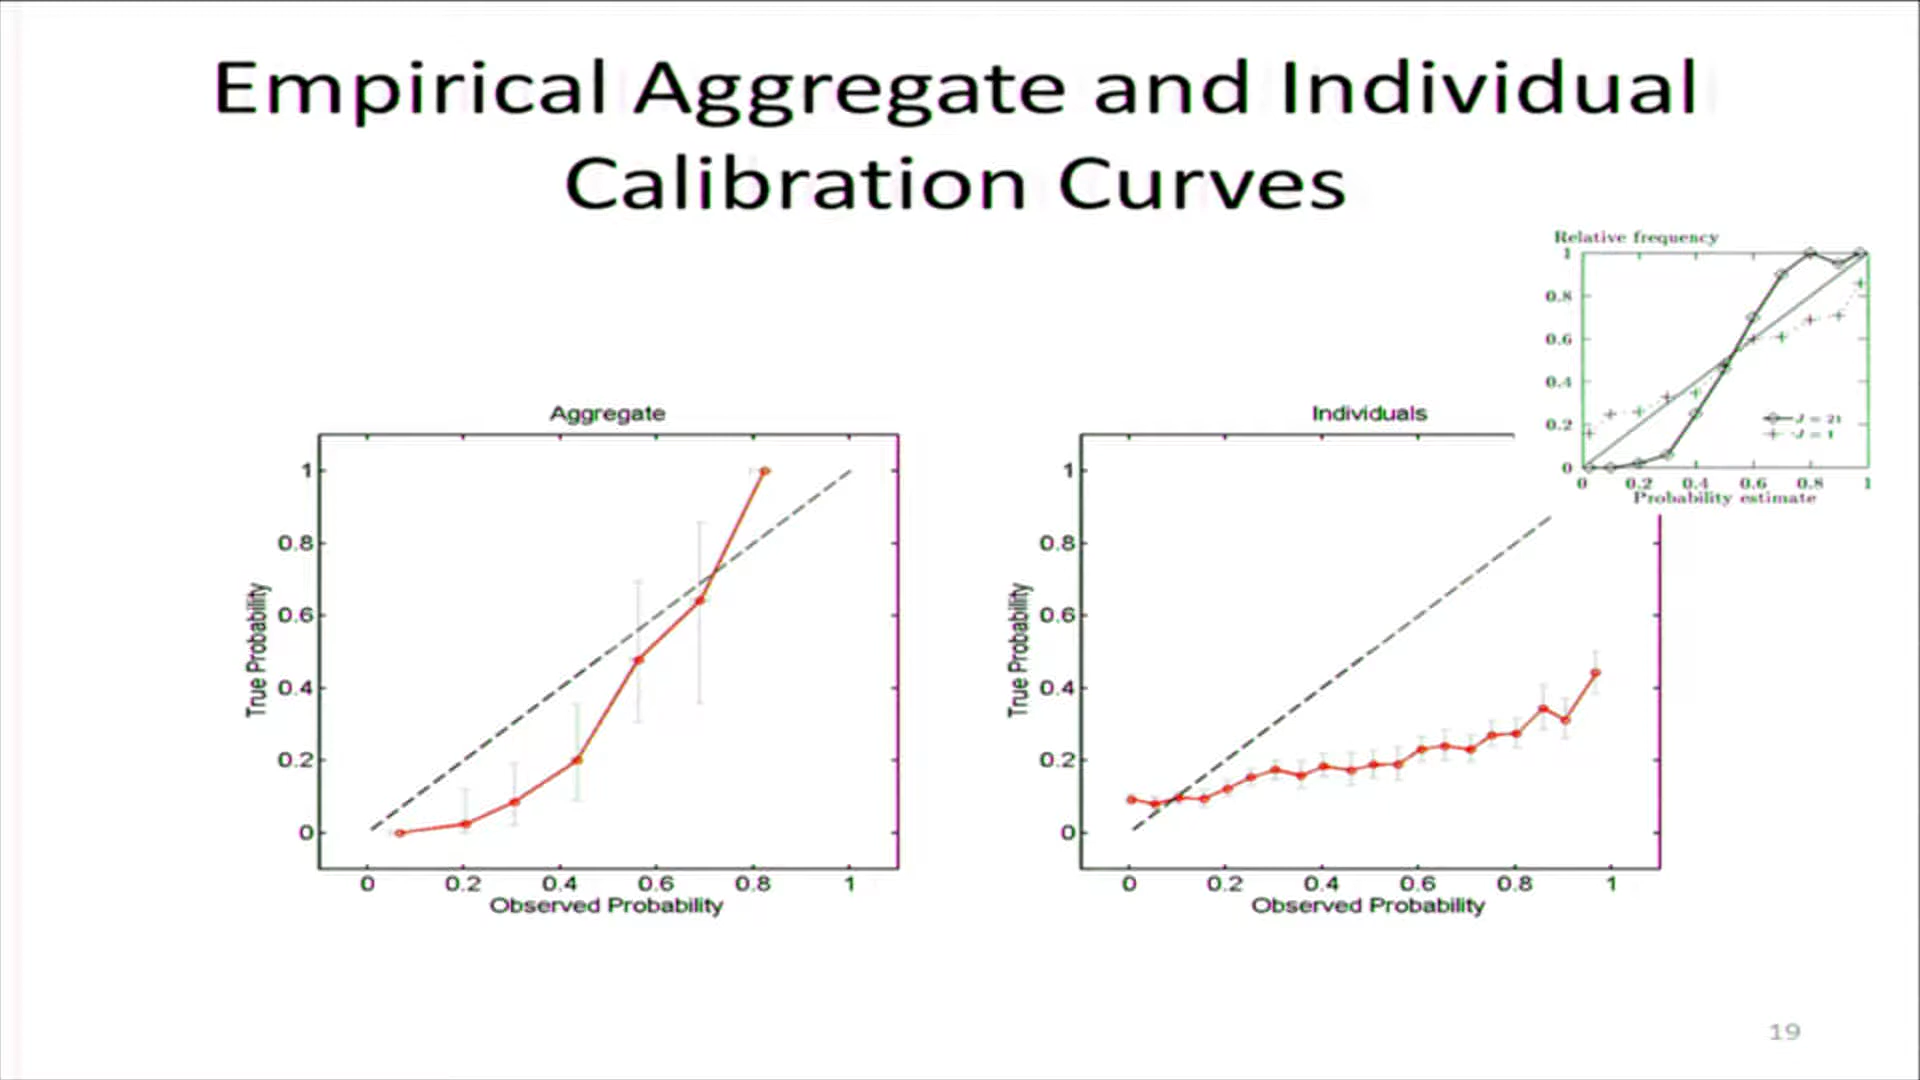 Empirical Aggregate and Individual
Calibration Curves
Relative frequency
1
0.8
0.6
0.4
0.2
0
J = 21
J = 1
0 0.2 0.4 0.6 0.8 1
Probability estimate
Aggregate
True Probability
1
0.8
0.6
0.4
0.2
0
0 0.2 0.4 0.6 0.8 1
Observed Probability
Individuals
True Probability
1
0.8
0.6
0.4
0.2
0
0 0.2 0.4 0.6 0.8 1
Observed Probability
19